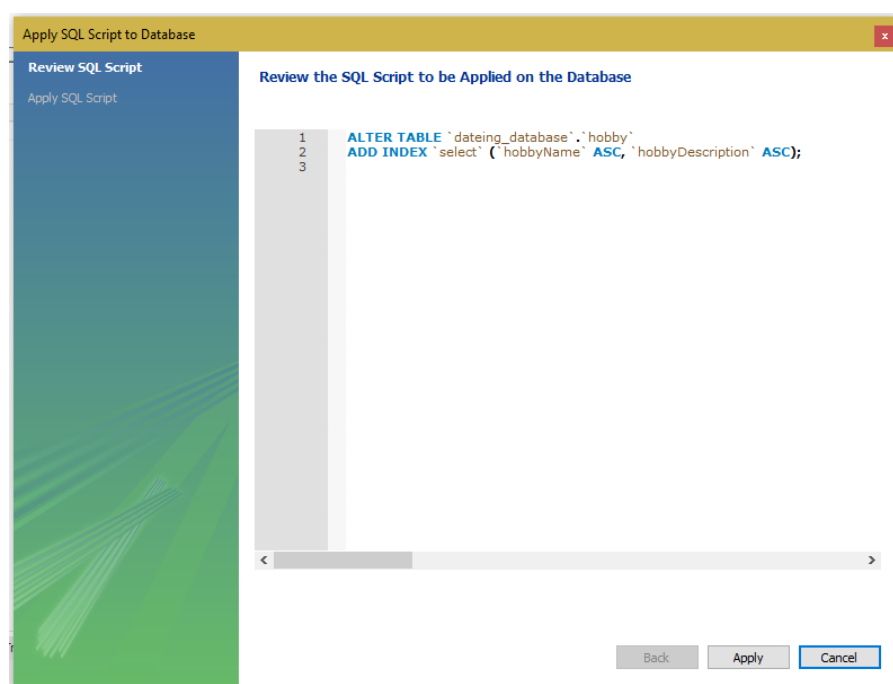 Apply SQL Script to Database
x
Review SQL Script
Apply SQL Script
Review the SQL Script to be Applied on the Database
1 ALTER TABLE `dateing_database`.`hobby`
2 ADD INDEX `select` (`hobbyName` ASC, `hobbyDescription` ASC);
3
Back Apply Cancel